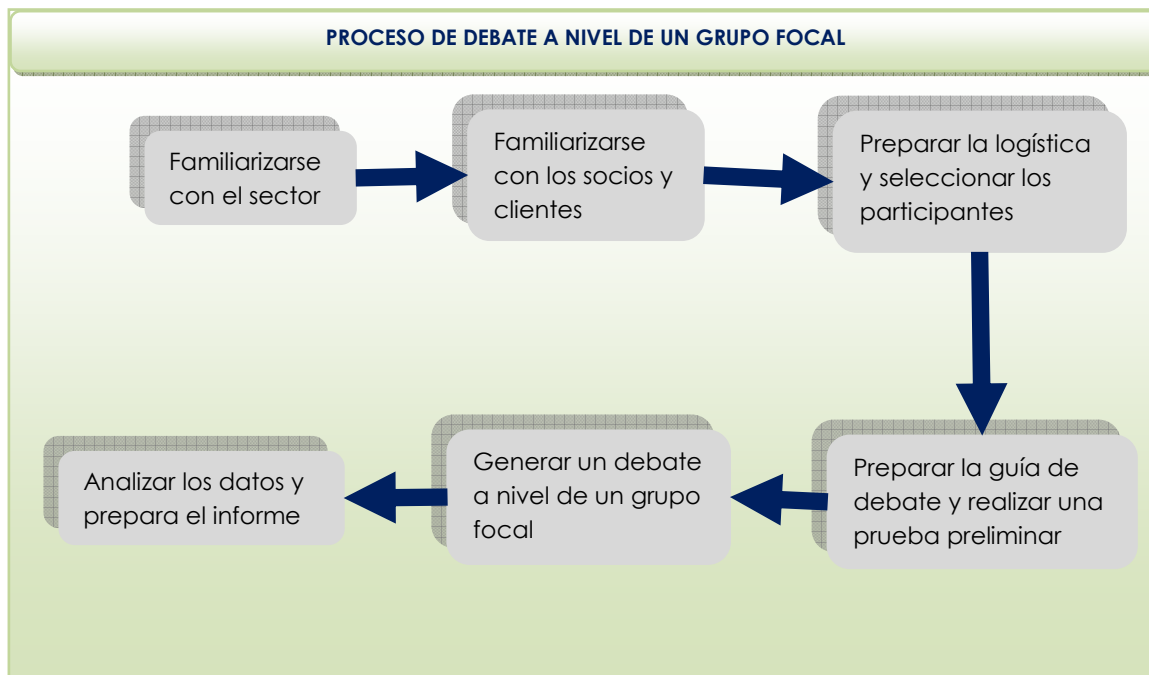 PROCESO DE DEBATE A NIVEL DE UN GRUPO FOCAL
Familiarizarse
con el sector
Familiarizarse
con los socios y
clientes
Preparar la logística
y seleccionar los
participantes
Preparar la guía de
debate y realizar una
prueba preliminar
Generar un debate
a nivel de un grupo
focal
Analizar los datos y
prepara el informe